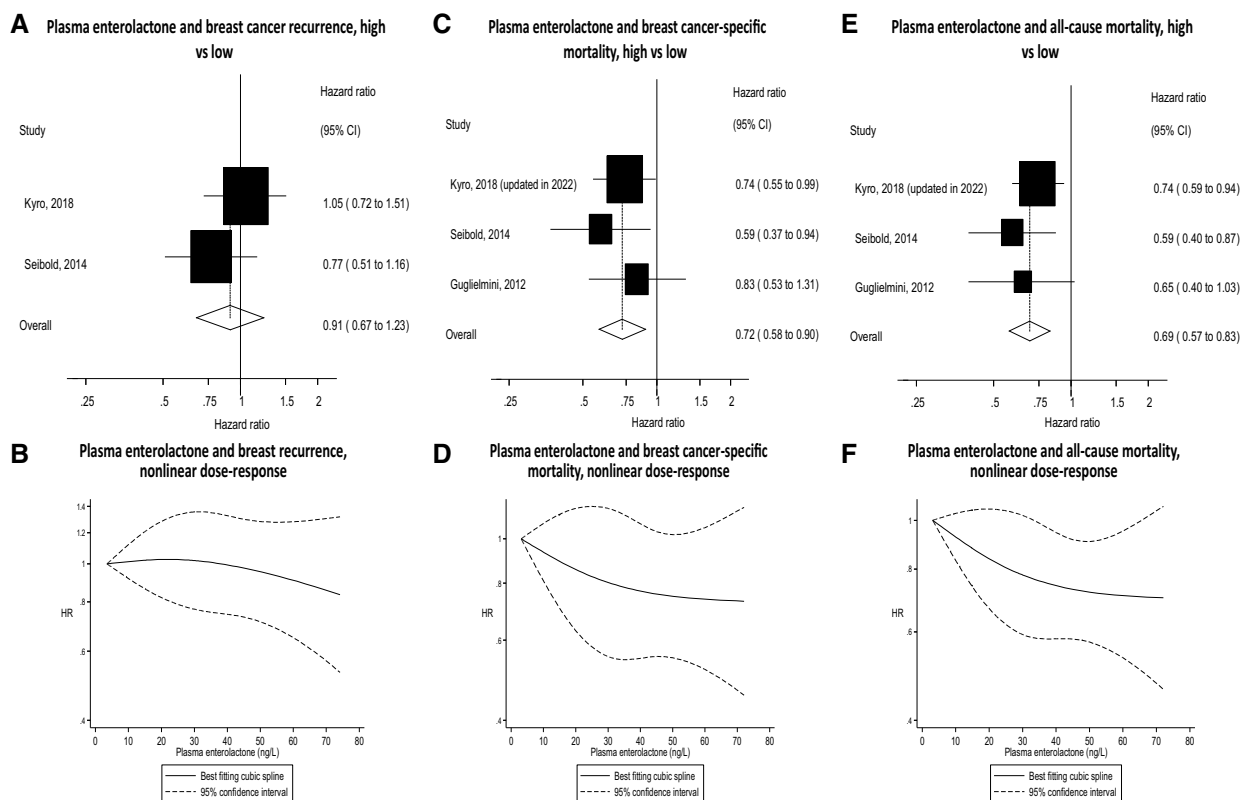 A
Plasma enterolactone and breast cancer recurrence, high
vs low
Hazard ratio
Study
(95% CI)
Kyro, 2018
1.05 ( 0.72 to 1.51)
Seibold, 2014
0.77 ( 0.51 to 1.16)
Overall
0.91 ( 0.67 to 1.23)
.25 .5 .75 1 1.5 2
Hazard ratio
C
Plasma enterolactone and breast cancer-specific
mortality, high vs low
Hazard ratio
Study
(95% CI)
Kyro, 2018 (updated in 2022)
0.74 ( 0.55 to 0.99)
Seibold, 2014
0.59 ( 0.37 to 0.94)
Guglielmini, 2012
0.83 ( 0.53 to 1.31)
Overall
0.72 ( 0.58 to 0.90)
.25 .5 .75 1 1.5 2
Hazard ratio
E
Plasma enterolactone and all-cause mortality, high
vs low
Hazard ratio
Study
(95% CI)
Kyro, 2018 (updated in 2022)
0.74 ( 0.59 to 0.94)
Seibold, 2014
0.59 ( 0.40 to 0.87)
Guglielmini, 2012
0.65 ( 0.40 to 1.03)
Overall
0.69 ( 0.57 to 0.83)
.25 .5 .75 1 1.5 2
Hazard ratio
B
Plasma enterolactone and breast recurrence,
nonlinear dose-response
1.4
1.2
1
.8
HR
.6
.4
0 10 20 30 40 50 60 70 80
Plasma enterolactone (ng/L)
Best fitting cubic spline
95% confidence interval
D
Plasma enterolactone and breast cancer-specific
mortality, nonlinear dose-response
1
.8
HR
.6
.4
0 10 20 30 40 50 60 70 80
Plasma enterolactone (ng/L)
Best fitting cubic spline
95% confidence interval
F
Plasma enterolactone and all-cause mortality,
nonlinear dose-response
1
.8
HR
.6
.4
0 10 20 30 40 50 60 70 80
Plasma enterolactone (ng/L)
Best fitting cubic spline
95% confidence interval